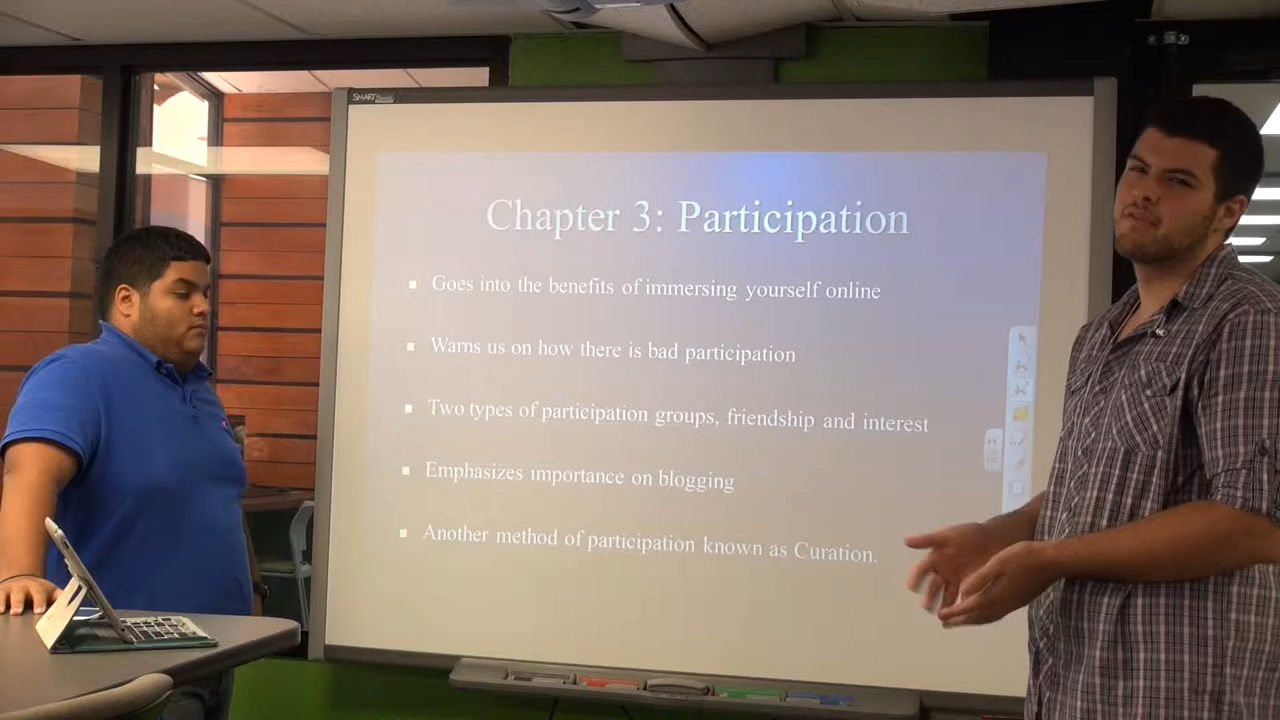 SMART Board
Chapter 3: Participation
Goes into the benefits of immersing yourself online
Warns us on how there is bad participation
Two types of participation groups, friendship and interest
Emphasizes importance on blogging
Another method of participation known as Curation.